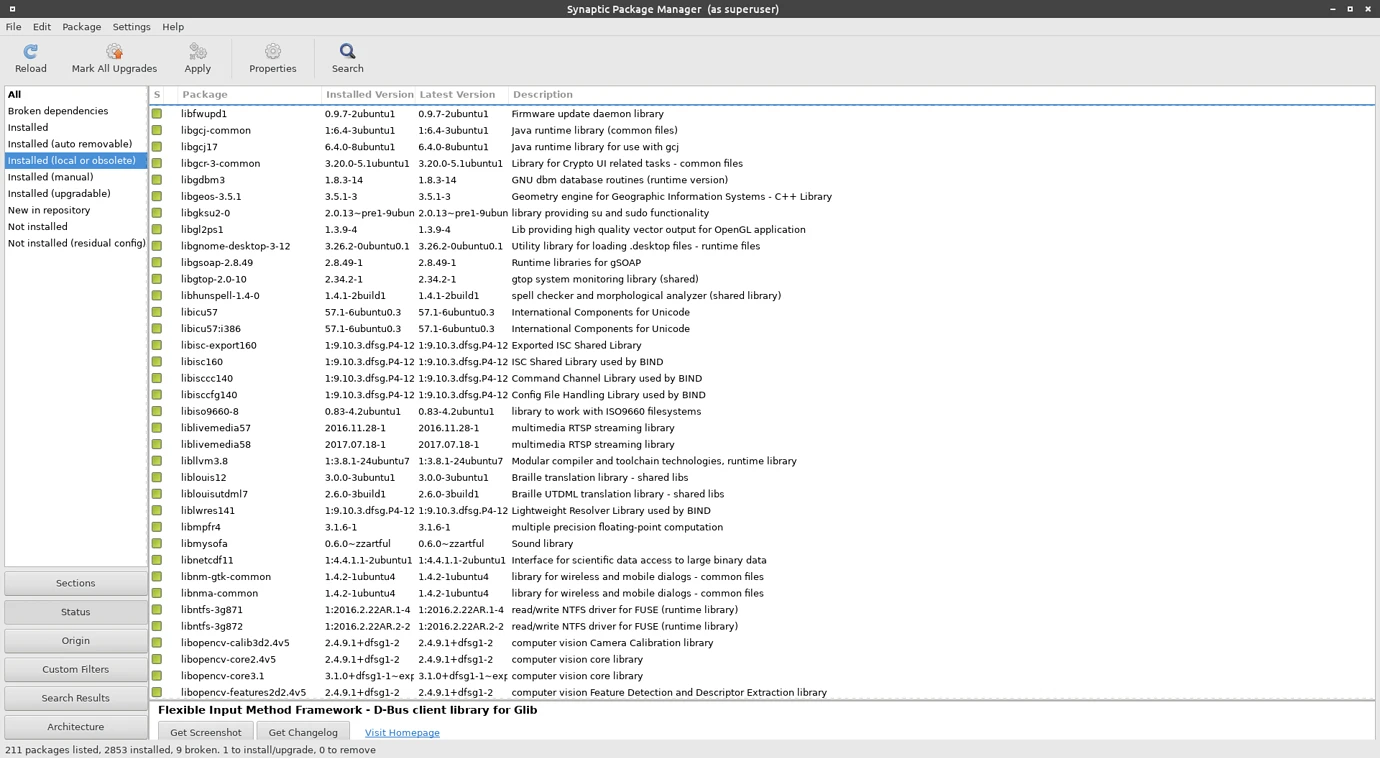 Synaptic Package Manager (as superuser)
File Edit Package Settings Help
Reload Mark All Upgrades Apply Properties Search
All
Broken dependencies
Installed
Installed (auto removable)
Installed (local or obsolete)
Installed (manual)
Installed (upgradable)
New in repository
Not installed
Not installed (residual config)
Sections
Status
Origin
Custom Filters
Search Results
Architecture
S Package Installed Version Latest Version Description
libfwupd1 0.9.7-2ubuntu1 0.9.7-2ubuntu1 Firmware update daemon library
libgcj-common 1:6.4-3ubuntu1 1:6.4-3ubuntu1 Java runtime library (common files)
libgcj17 6.4.0-8ubuntu1 6.4.0-8ubuntu1 Java runtime library for use with gcj
libgcr-3-common 3.20.0-5.1ubuntu1 3.20.0-5.1ubuntu1 Library for Crypto UI related tasks - common files
libgdbm3 1.8.3-14 1.8.3-14 GNU dbm database routines (runtime version)
libgeos-3.5.1 3.5.1-3 3.5.1-3 Geometry engine for Geographic Information Systems - C++ Library
libgksu2-0 2.0.13~pre1-9ubun 2.0.13~pre1-9ubun library providing su and sudo functionality
libgl2ps1 1.3.9-4 1.3.9-4 Lib providing high quality vector output for OpenGL application
libgnome-desktop-3-12 3.26.2-0ubuntu0.1 3.26.2-0ubuntu0.1 Utility library for loading .desktop files - runtime files
libgsoap-2.8.49 2.8.49-1 2.8.49-1 Runtime libraries for gSOAP
libgtop-2.0-10 2.34.2-1 2.34.2-1 gtop system monitoring library (shared)
libhunspell-1.4-0 1.4.1-2build1 1.4.1-2build1 spell checker and morphological analyzer (shared library)
libicu57 57.1-6ubuntu0.3 57.1-6ubuntu0.3 International Components for Unicode
libicu57:i386 57.1-6ubuntu0.3 57.1-6ubuntu0.3 International Components for Unicode
libisc-export160 1:9.10.3.dfsg.P4-12 1:9.10.3.dfsg.P4-12 Exported ISC Shared Library
libisc160 1:9.10.3.dfsg.P4-12 1:9.10.3.dfsg.P4-12 ISC Shared Library used by BIND
libisccc140 1:9.10.3.dfsg.P4-12 1:9.10.3.dfsg.P4-12 Command Channel Library used by BIND
libisccfg140 1:9.10.3.dfsg.P4-12 1:9.10.3.dfsg.P4-12 Config File Handling Library used by BIND
libiso9660-8 0.83-4.2ubuntu1 0.83-4.2ubuntu1 library to work with ISO9660 filesystems
liblivemedia57 2016.11.28-1 2016.11.28-1 multimedia RTSP streaming library
liblivemedia58 2017.07.18-1 2017.07.18-1 multimedia RTSP streaming library
libllvm3.8 1:3.8.1-24ubuntu7 1:3.8.1-24ubuntu7 Modular compiler and toolchain technologies, runtime library
liblouis12 3.0.0-3ubuntu1 3.0.0-3ubuntu1 Braille translation library - shared libs
liblouisutdml7 2.6.0-3build1 2.6.0-3build1 Braille UTDML translation library - shared libs
liblwres141 1:9.10.3.dfsg.P4-12 1:9.10.3.dfsg.P4-12 Lightweight Resolver Library used by BIND
libmpfr4 3.1.6-1 3.1.6-1 multiple precision floating-point computation
libmysofa 0.6.0~zzartful 0.6.0~zzartful Sound library
libnetcdf11 1:4.4.1.1-2ubuntu1 1:4.4.1.1-2ubuntu1 Interface for scientific data access to large binary data
libnm-gtk-common 1.4.2-1ubuntu4 1.4.2-1ubuntu4 library for wireless and mobile dialogs - common files
libnma-common 1.4.2-1ubuntu4 1.4.2-1ubuntu4 library for wireless and mobile dialogs - common files
libntfs-3g871 1:2016.2.22AR.1-4 1:2016.2.22AR.1-4 read/write NTFS driver for FUSE (runtime library)
libntfs-3g872 1:2016.2.22AR.2-2 1:2016.2.22AR.2-2 read/write NTFS driver for FUSE (runtime library)
libopencv-calib3d2.4v5 2.4.9.1+dfsg1-2 2.4.9.1+dfsg1-2 computer vision Camera Calibration library
libopencv-core2.4v5 2.4.9.1+dfsg1-2 2.4.9.1+dfsg1-2 computer vision core library
libopencv-core3.1 3.1.0+dfsg1-1~exp 3.1.0+dfsg1-1~exp computer vision core library
libopencv-features2d2.4v5 2.4.9.1+dfsg1-2 2.4.9.1+dfsg1-2 computer vision Feature Detection and Descriptor Extraction library
Flexible Input Method Framework - D-Bus client library for Glib
Get Screenshot Get Changelog Visit Homepage
211 packages listed, 2853 installed, 9 broken. 1 to install/upgrade, 0 to remove